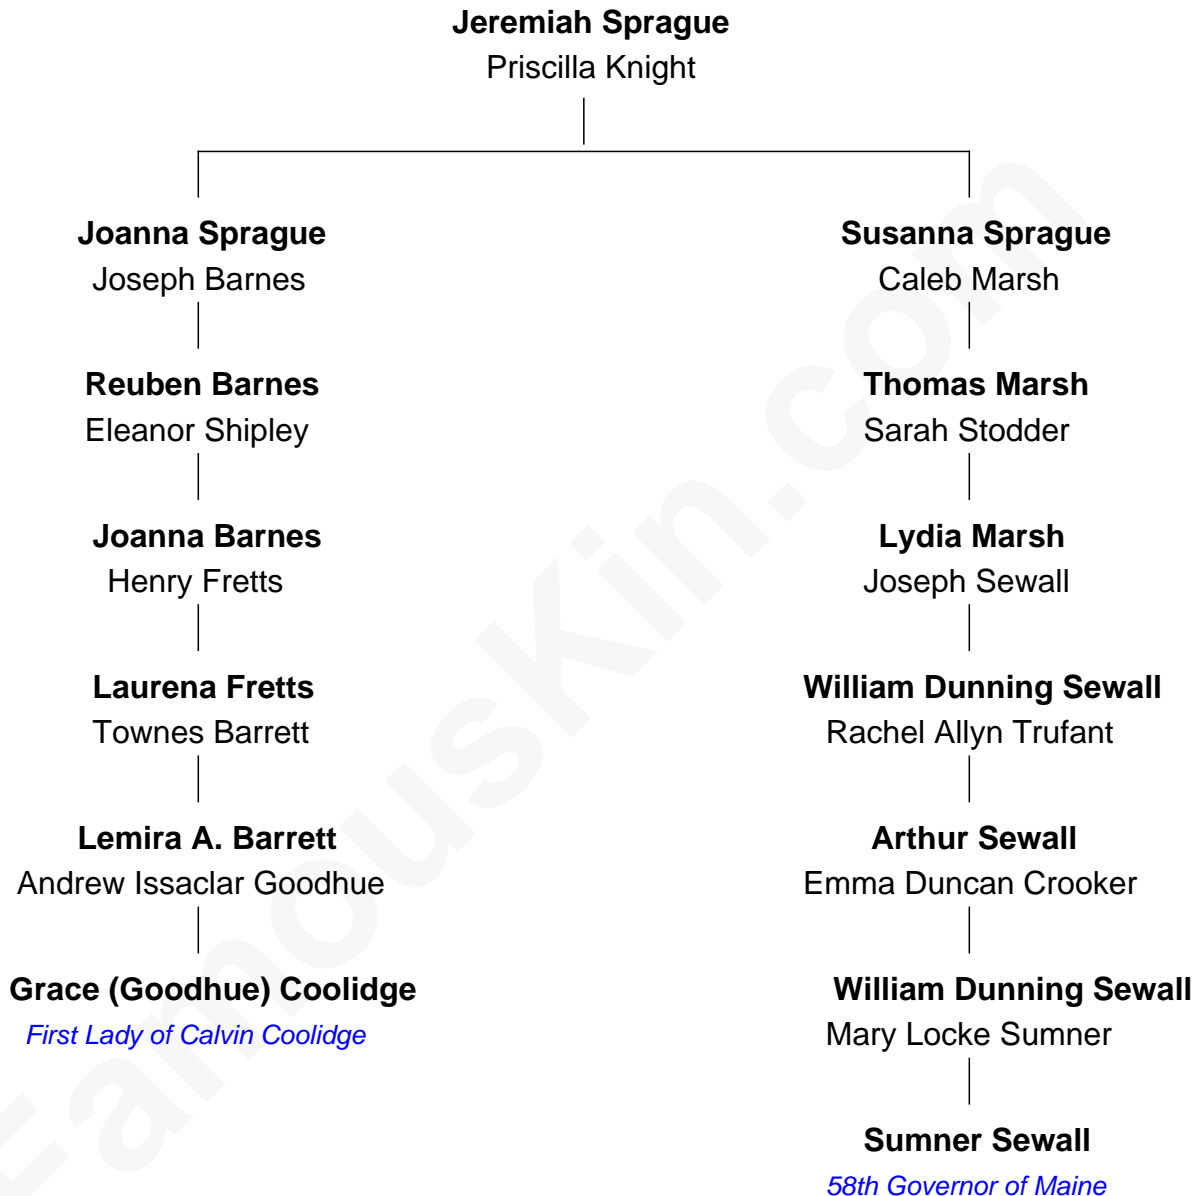 Jeremiah Sprague
Priscilla Knight
Joanna Sprague
Joseph Barnes
Susanna Sprague
Caleb Marsh
Reuben Barnes
Eleanor Shipley
Thomas Marsh
Sarah Stodder
Joanna Barnes
Henry Fretts
Lydia Marsh
Joseph Sewall
Laurena Fretts
Townes Barrett
William Dunning Sewall
Rachel Allyn Trufant
Lemira A. Barrett
Andrew Issaclar Goodhue
Arthur Sewall
Emma Duncan Crooker
Grace (Goodhue) Coolidge
First Lady of Calvin Coolidge
William Dunning Sewall
Mary Locke Sumner
Sumner Sewall
58th Governor of Maine
FamousKin.com